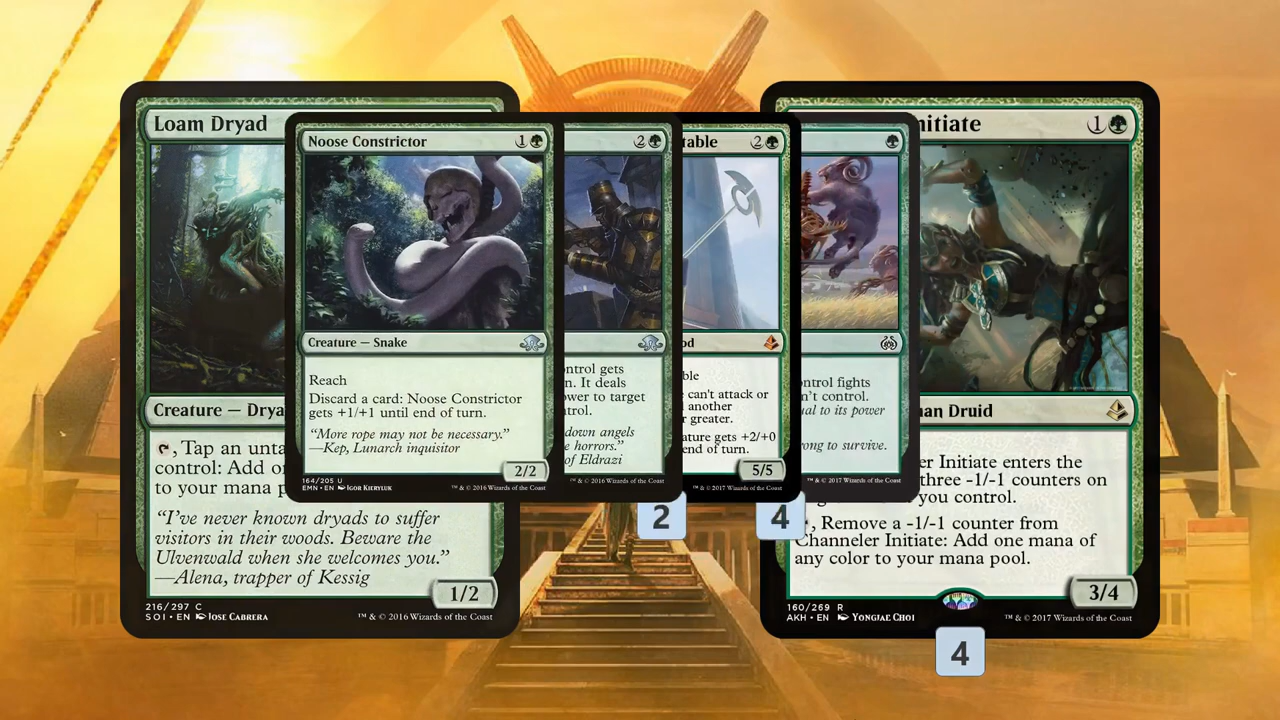 Loam Dryad
Creature — Drya
, Tap an unta
control: Add o
to your mana p
“I’ve never known dryads to suffer
visitors in their woods. Beware the
Ulvenwald when she welcomes you.”
—Alena, trapper of Kessig
1/2
216/297 C
SOI • EN Jose Cabrera
™ & © 2016 Wizards of the Coast
Noose Constrictor
1
Creature — Snake
Reach
Discard a card: Noose Constrictor
gets +1/+1 until end of turn.
“More rope may not be necessary.”
—Kep, Lunarch inquisitor
2/2
164/205 U
EMN • EN Igor Kieryluk
™ & © 2016 Wizards of the Coast
2
ontrol gets
n. It deals
ower to target
ntrol.
down angels
e horrors.”
of Eldrazi
™ & © 2016 Wizards of the Coast
2
table
2
od
ble
can’t attack or
another
r greater.
ature gets +2/+0
end of turn.
5/5
™ & © 2017 Wizards of the Coast
4
ontrol fights
n’t control.
ual to its power
rong to survive.
™ & © 2017 Wizards of the Coast
nitiate
1
nan Druid
er Initiate enters the
three -1/-1 counters on
you control.
, Remove a -1/-1 counter from
Channeler Initiate: Add one mana of
any color to your mana pool.
3/4
160/269 R
AKH • EN Yongjae Choi
™ & © 2017 Wizards of the Coast
4